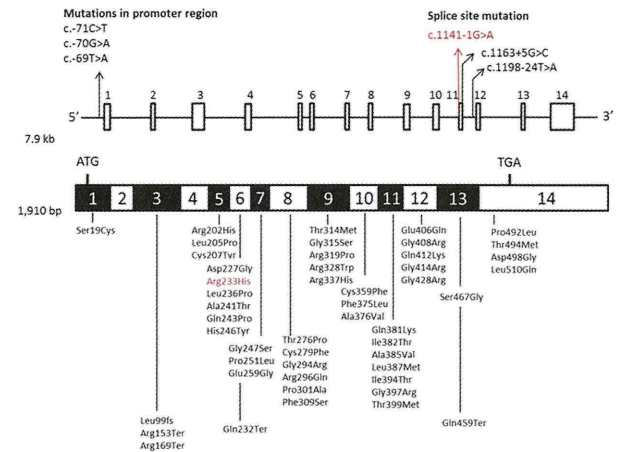 Mutations in promoter region
c.-71C>T
c.-70G>A
c.-69T>A
Splice site mutation
c.1141-1G>A
c.1163+5G>C
c.1198-24T>A
1 2 3 4 5 6 7 8 9 10 11 12 13 14
5′ 3′
7.9 kb
ATG TGA
1 2 3 4 5 6 7 8 9 10 11 12 13 14
1,910 bp
Ser19Cys
Leu99fs
Arg153Ter
Arg169Ter
Arg202His
Leu205Pro
Cys207Tyr
Asp227Gly
Arg233His
Leu236Pro
Ala241Thr
Gln243Pro
His246Tyr
Gln232Ter
Gly247Ser
Pro251Leu
Glu259Gly
Thr276Pro
Cys279Phe
Gly294Arg
Arg296Gln
Pro301Ala
Phe309Ser
Thr314Met
Gly315Ser
Arg319Pro
Arg328Trp
Arg337His
Cys359Phe
Phe375Leu
Ala376Val
Gln381Lys
Ile382Thr
Ala385Val
Leu387Met
Ile394Thr
Gly397Arg
Thr399Met
Glu406Gln
Gly408Arg
Gln412Lys
Gly414Arg
Gly428Arg
Ser467Gly
Gln459Ter
Pro492Leu
Thr494Met
Asp498Gly
Leu510Gln